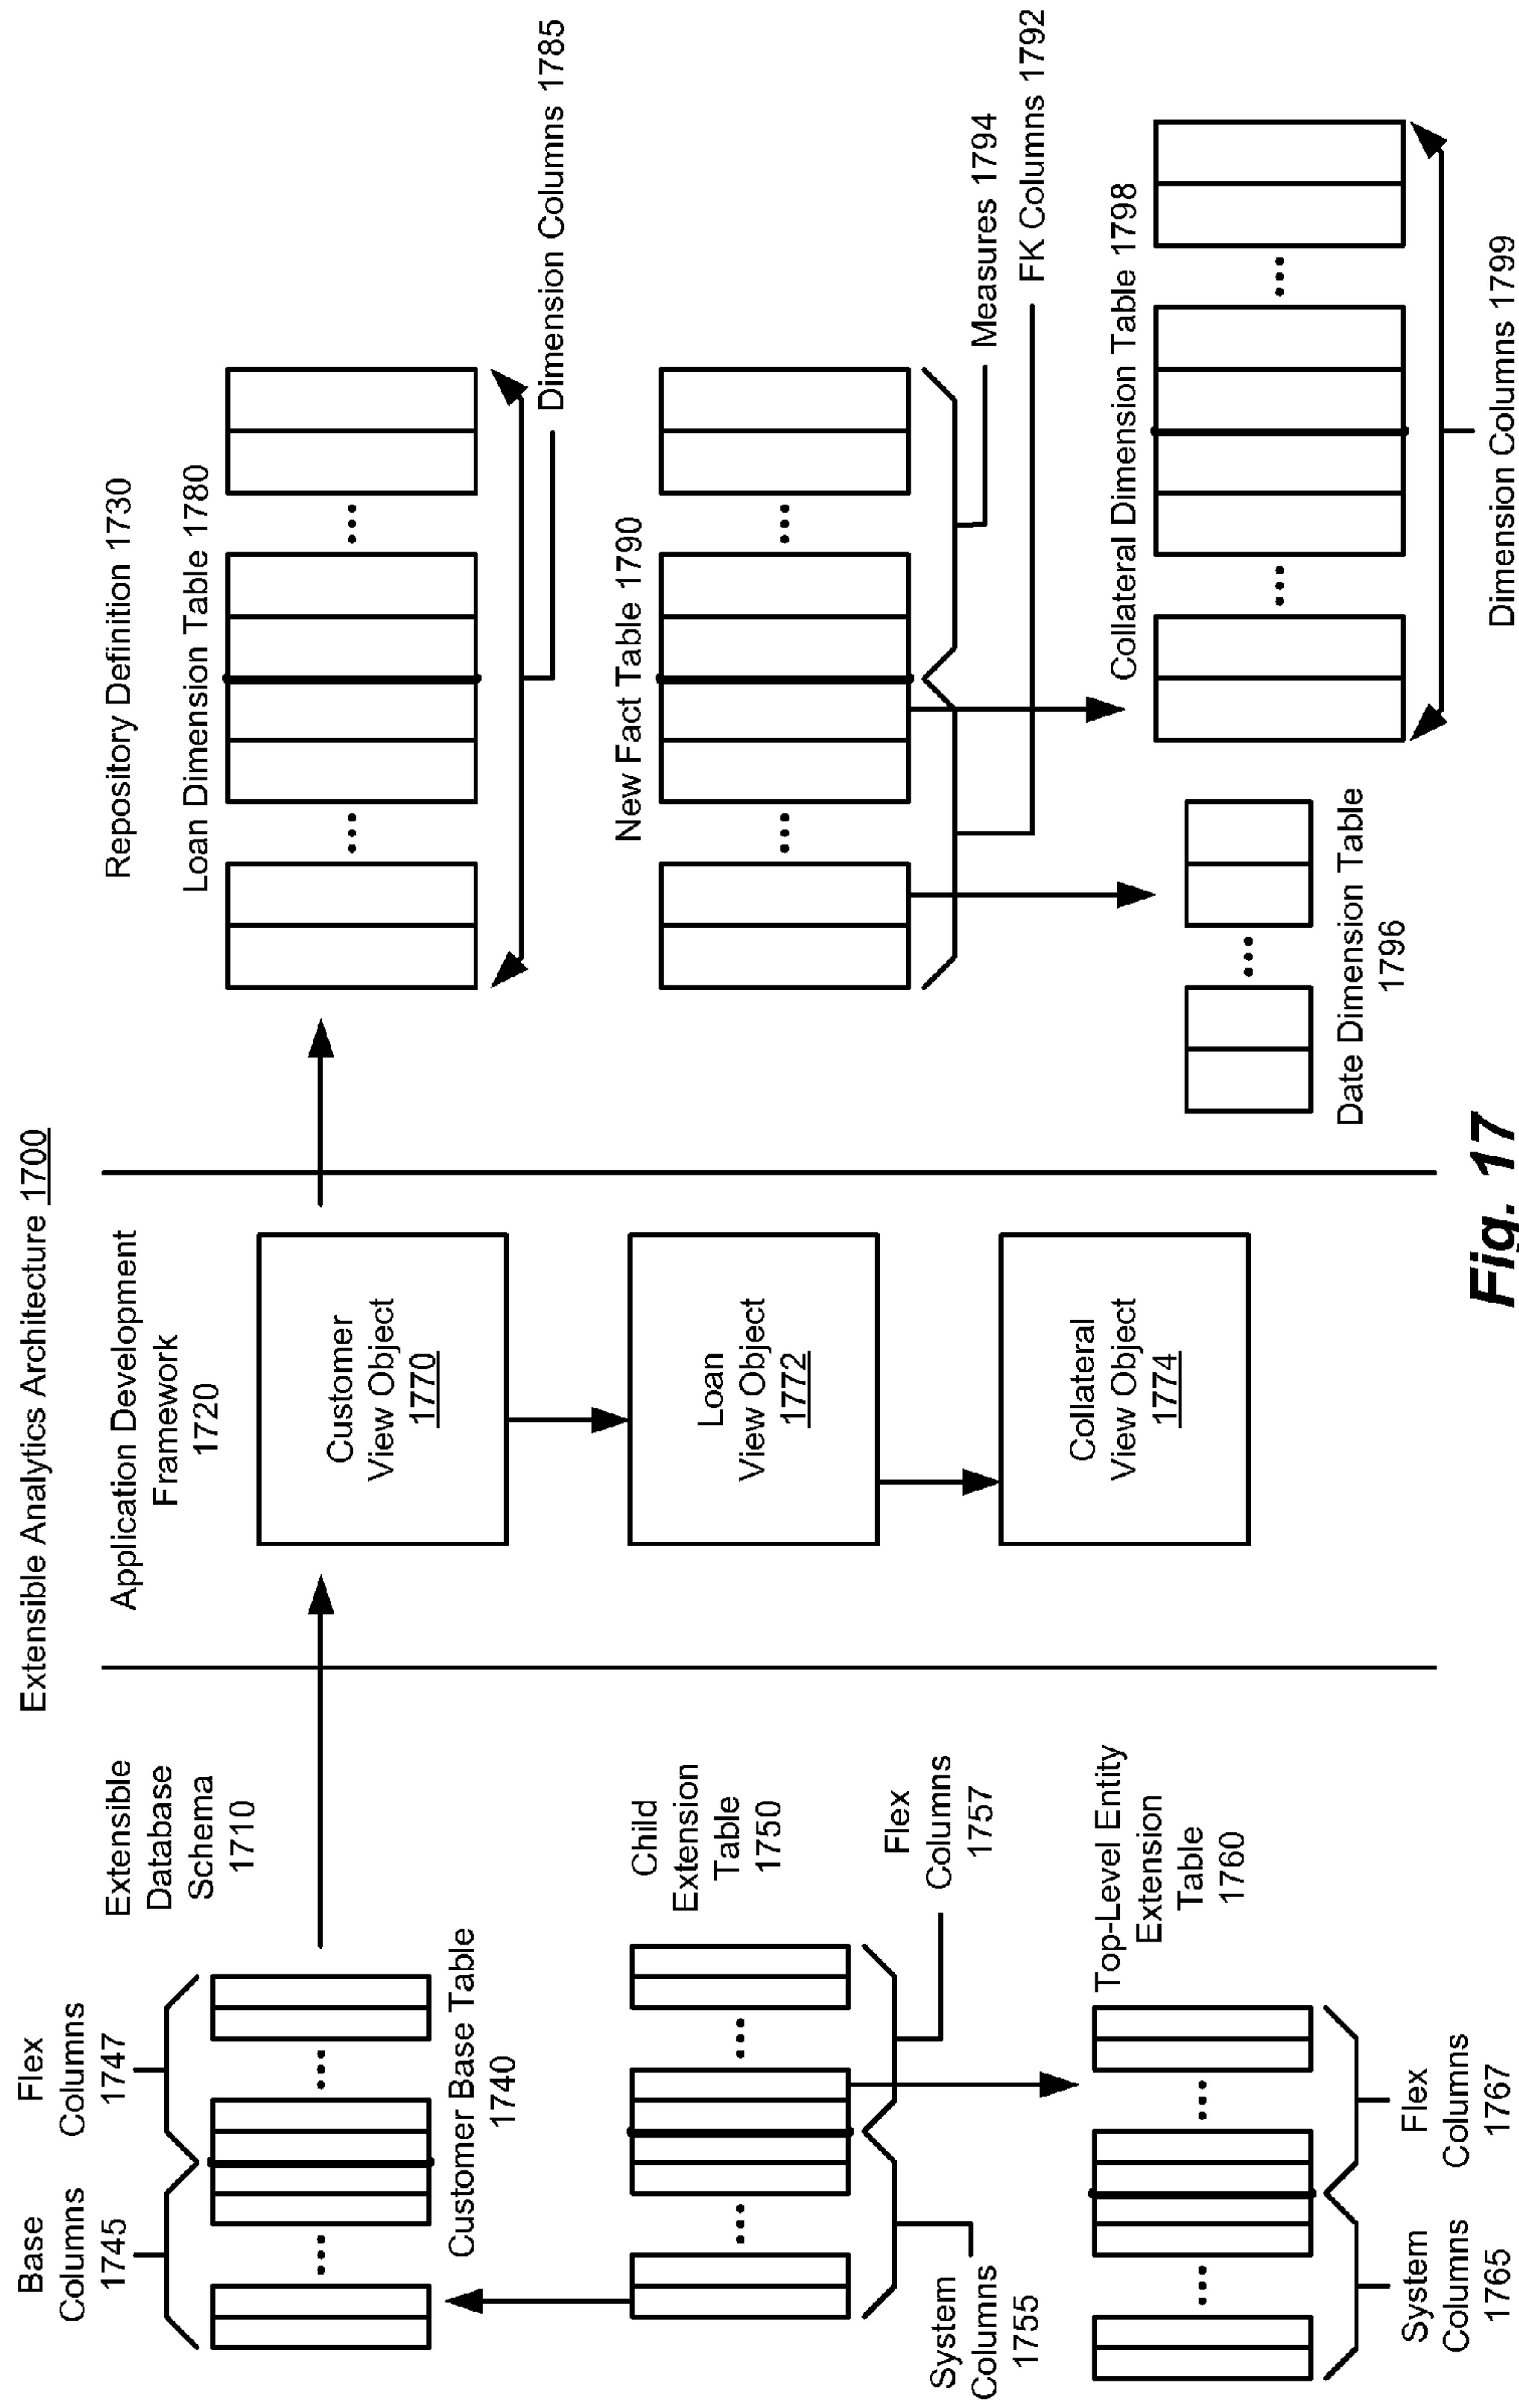 Extensible Analytics Architecture 1700
Extensible
Database
Schema
1710
Flex
Columns
1747
Base
Columns
1745
Customer Base Table
1740
Child
Extension
Table
1750
Flex
Columns
1757
System
Columns
1755
Top-Level Entity
Extension
Table
1760
Flex
Columns
1767
System
Columns
1765
Application Development
Framework
1720
Customer
View Object
1770
Loan
View Object
1772
Collateral
View Object
1774
Repository Definition 1730
Loan Dimension Table 1780
Dimension Columns 1785
New Fact Table 1790
Measures 1794
FK Columns 1792
Collateral Dimension Table 1798
Dimension Columns 1799
Date Dimension Table
1796
Fig. 17